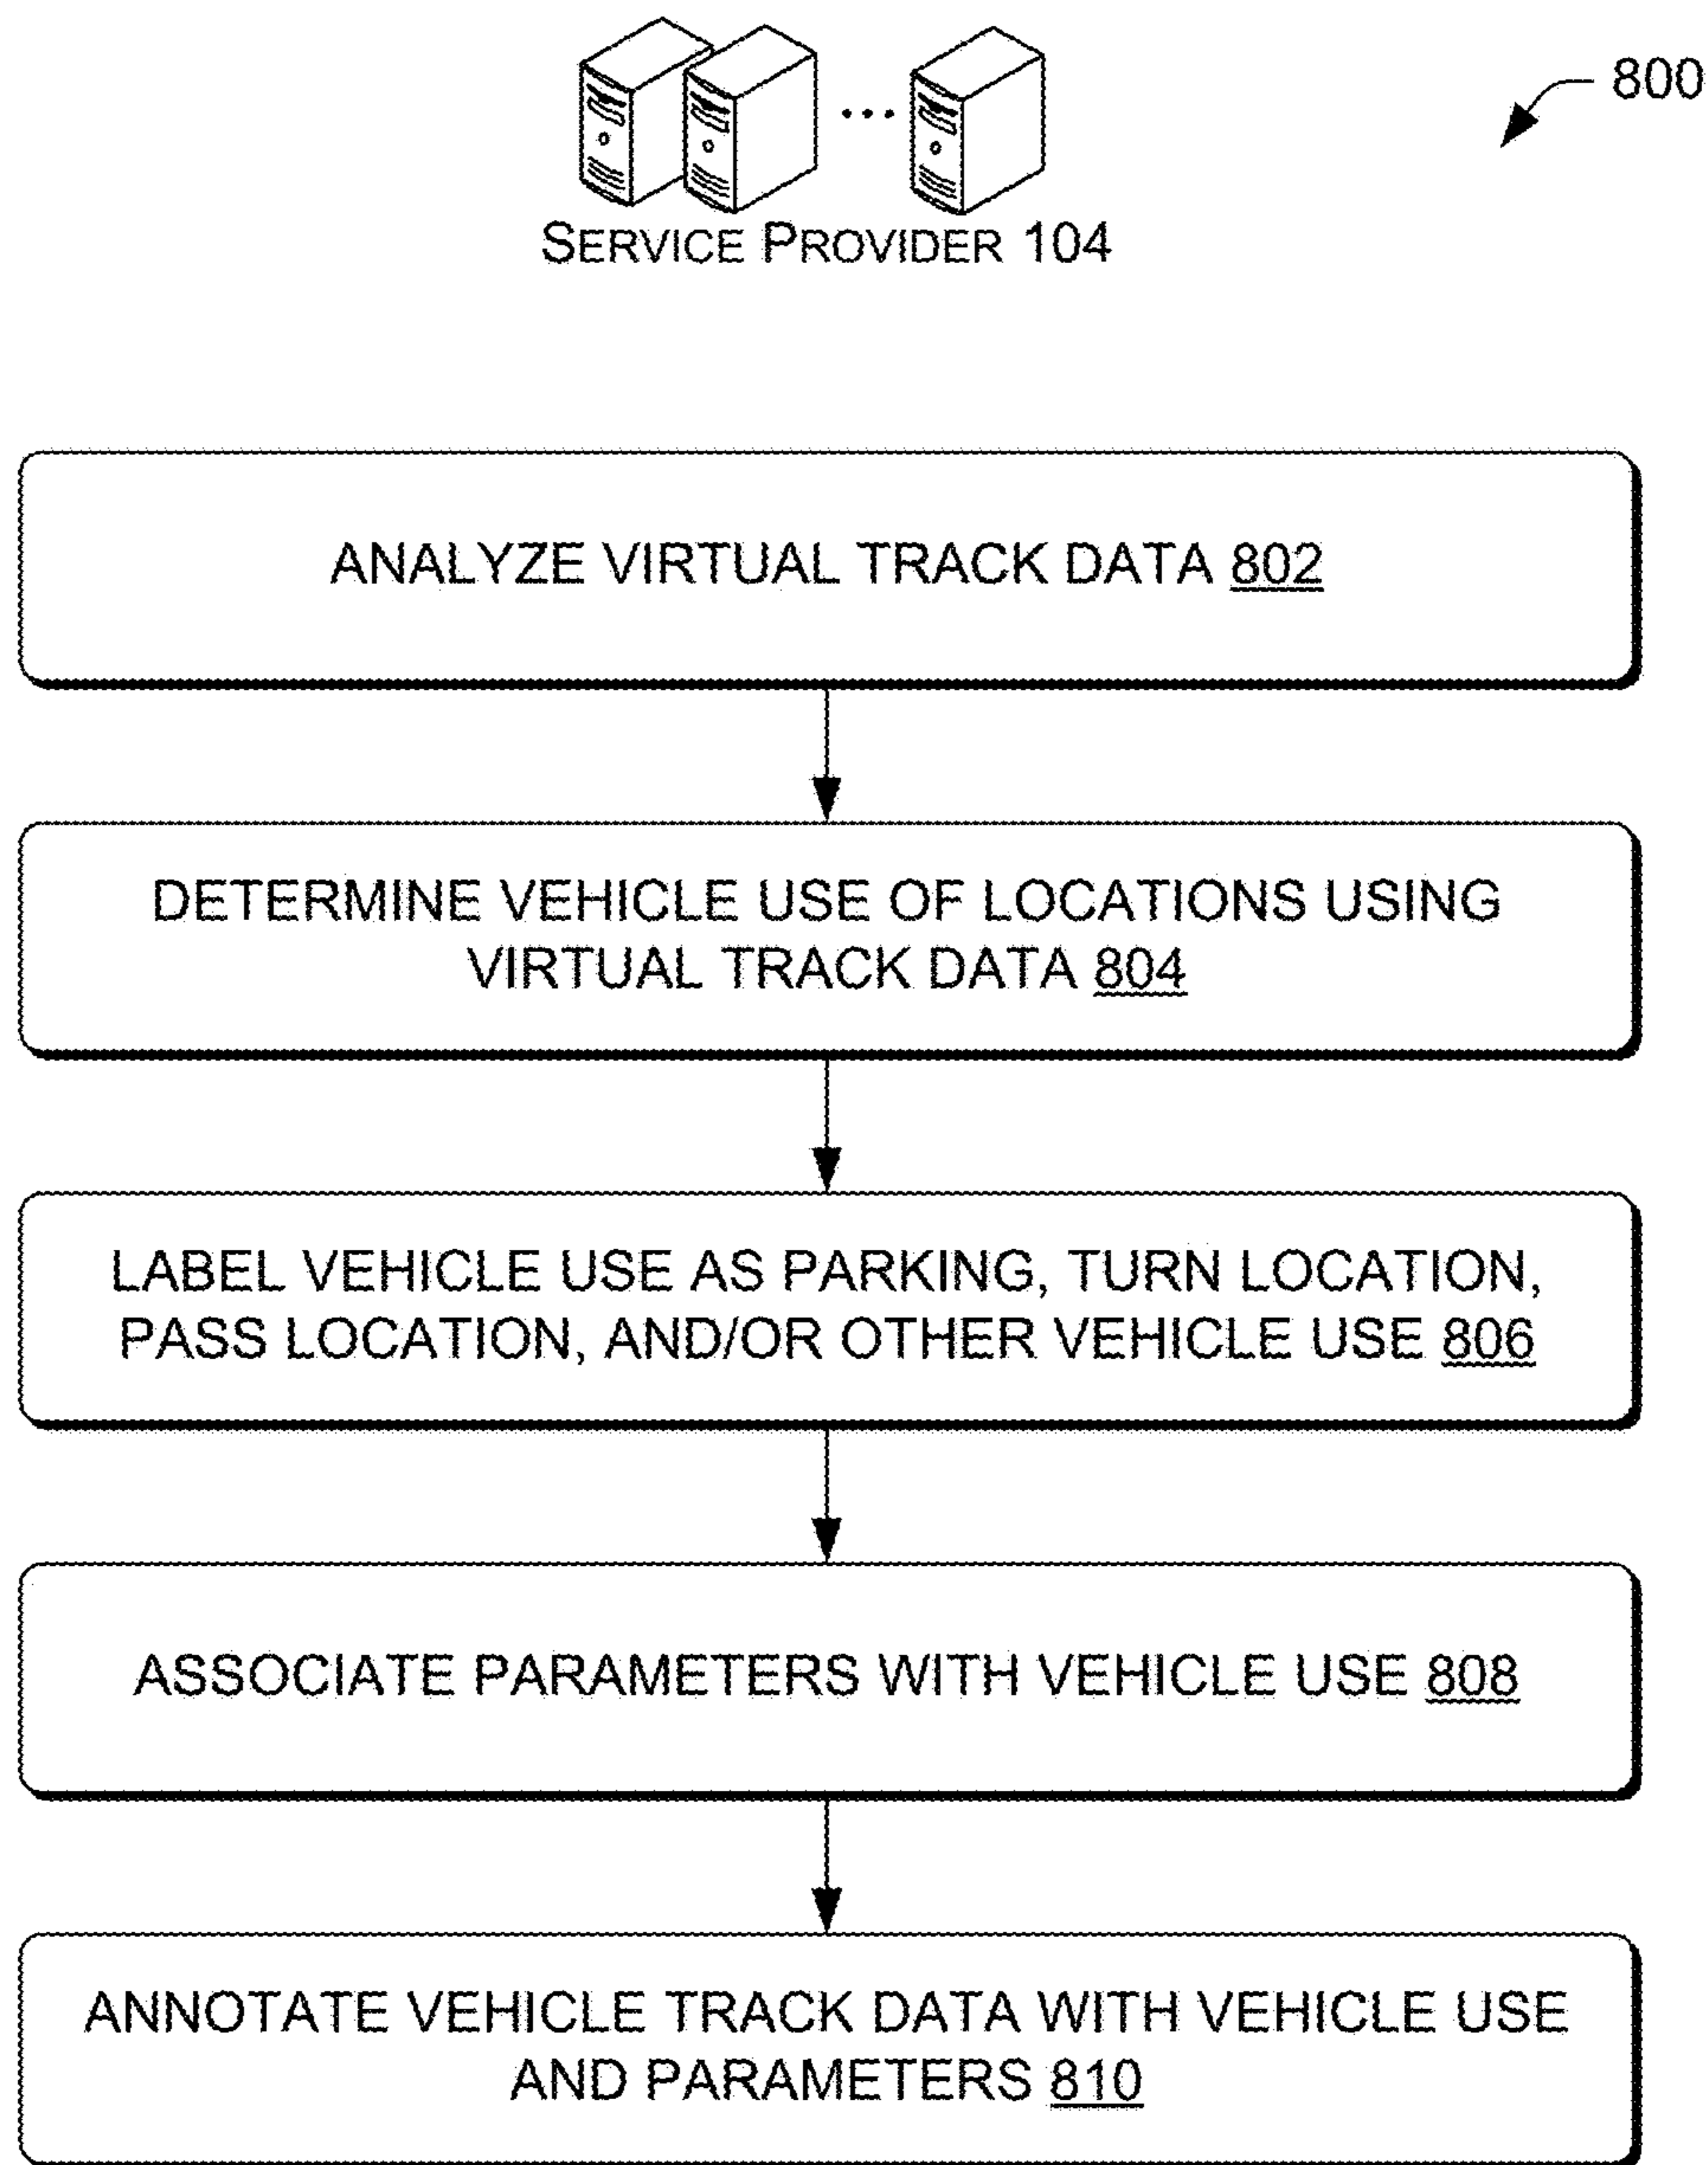 800
SERVICE PROVIDER 104
ANALYZE VIRTUAL TRACK DATA 802
DETERMINE VEHICLE USE OF LOCATIONS USING
VIRTUAL TRACK DATA 804
LABEL VEHICLE USE AS PARKING, TURN LOCATION,
PASS LOCATION, AND/OR OTHER VEHICLE USE 806
ASSOCIATE PARAMETERS WITH VEHICLE USE 808
ANNOTATE VEHICLE TRACK DATA WITH VEHICLE USE
AND PARAMETERS 810